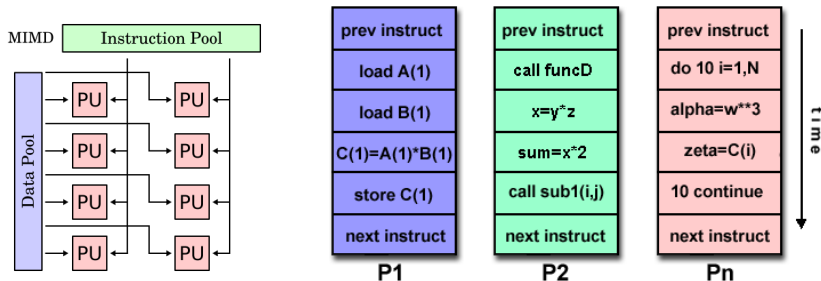 MIMD
Instruction Pool
Data Pool
PU PU
PU PU
PU PU
PU PU
prev instruct
load A(1)
load B(1)
C(1)=A(1)*B(1)
store C(1)
next instruct
P1
prev instruct
call funcD
x=y*z
sum=x*2
call sub1(i,j)
next instruct
P2
prev instruct
do 10 i=1,N
alpha=w**3
zeta=C(i)
10 continue
next instruct
Pn
time